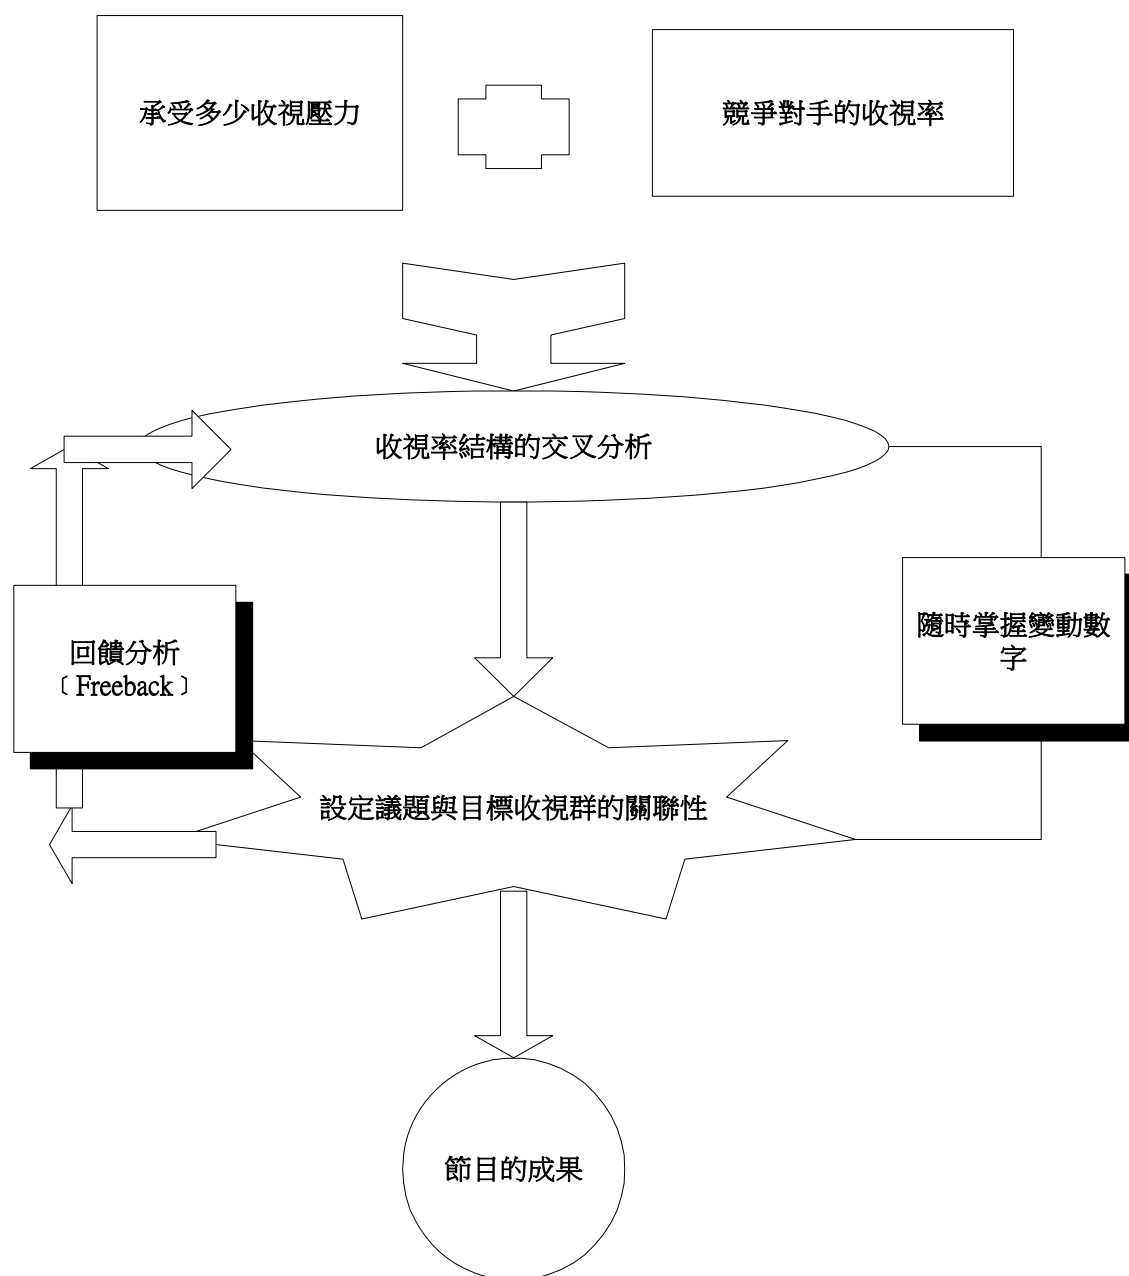 承受多少收視壓力
競爭對手的收視率
收視率結構的交叉分析
回饋分析
﹝Freeback﹞
隨時掌握變動數
字
設定議題與目標收視群的關聯性
節目的成果